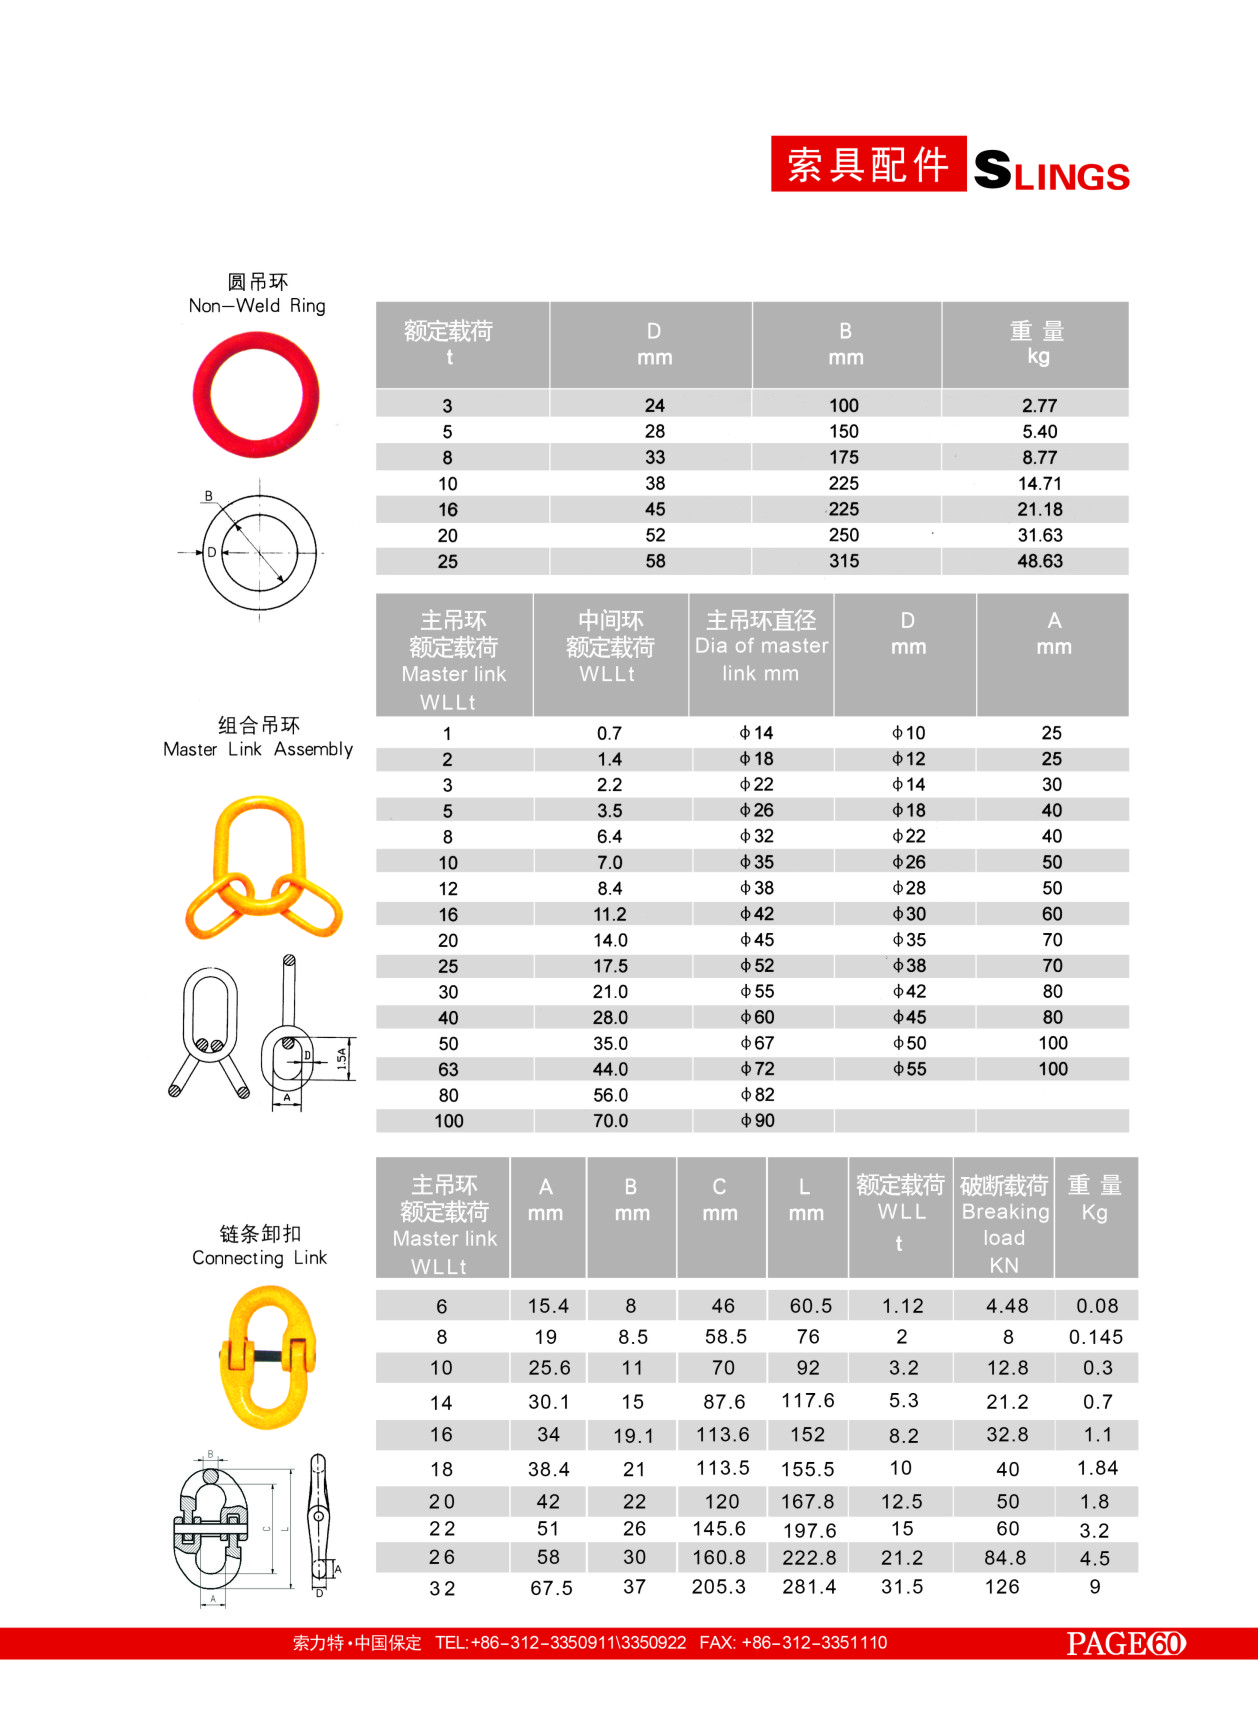 索具配件 SLINGS
圆吊环
Non-Weld Ring
额定载荷 D B 重量
t mm mm kg
3 24 100 2.77
5 28 150 5.40
8 33 175 8.77
10 38 225 14.71
16 45 225 21.18
20 52 250 31.63
25 58 315 48.63
B
D
组合吊环
Master Link Assembly
主吊环 中间环 主吊环直径 D A
额定载荷 额定载荷 Dia of master mm mm
Master link WLLt link mm
WLLt
1 0.7 φ14 φ10 25
2 1.4 φ18 φ12 25
3 2.2 φ22 φ14 30
5 3.5 φ26 φ18 40
8 6.4 φ32 φ22 40
10 7.0 φ35 φ26 50
12 8.4 φ38 φ28 50
16 11.2 φ42 φ30 60
20 14.0 φ45 φ35 70
25 17.5 φ52 φ38 70
30 21.0 φ55 φ42 80
40 28.0 φ60 φ45 80
50 35.0 φ67 φ50 100
63 44.0 φ72 φ55 100
80 56.0 φ82
100 70.0 φ90
D
1.5A
A
链条卸扣
Connecting Link
主吊环 A B C L 额定载荷 破断载荷 重量
额定载荷 mm mm mm mm WLL Breaking Kg
Master link t load
WLLt KN
6 15.4 8 46 60.5 1.12 4.48 0.08
8 19 8.5 58.5 76 2 8 0.145
10 25.6 11 70 92 3.2 12.8 0.3
14 30.1 15 87.6 117.6 5.3 21.2 0.7
16 34 19.1 113.6 152 8.2 32.8 1.1
18 38.4 21 113.5 155.5 10 40 1.84
20 42 22 120 167.8 12.5 50 1.8
22 51 26 145.6 197.6 15 60 3.2
26 58 30 160.8 222.8 21.2 84.8 4.5
32 67.5 37 205.3 281.4 31.5 126 9
B
C L
A
A
D
索力特·中国保定 TEL:+86-312-3350911\3350922 FAX: +86-312-3351110
PAGE60